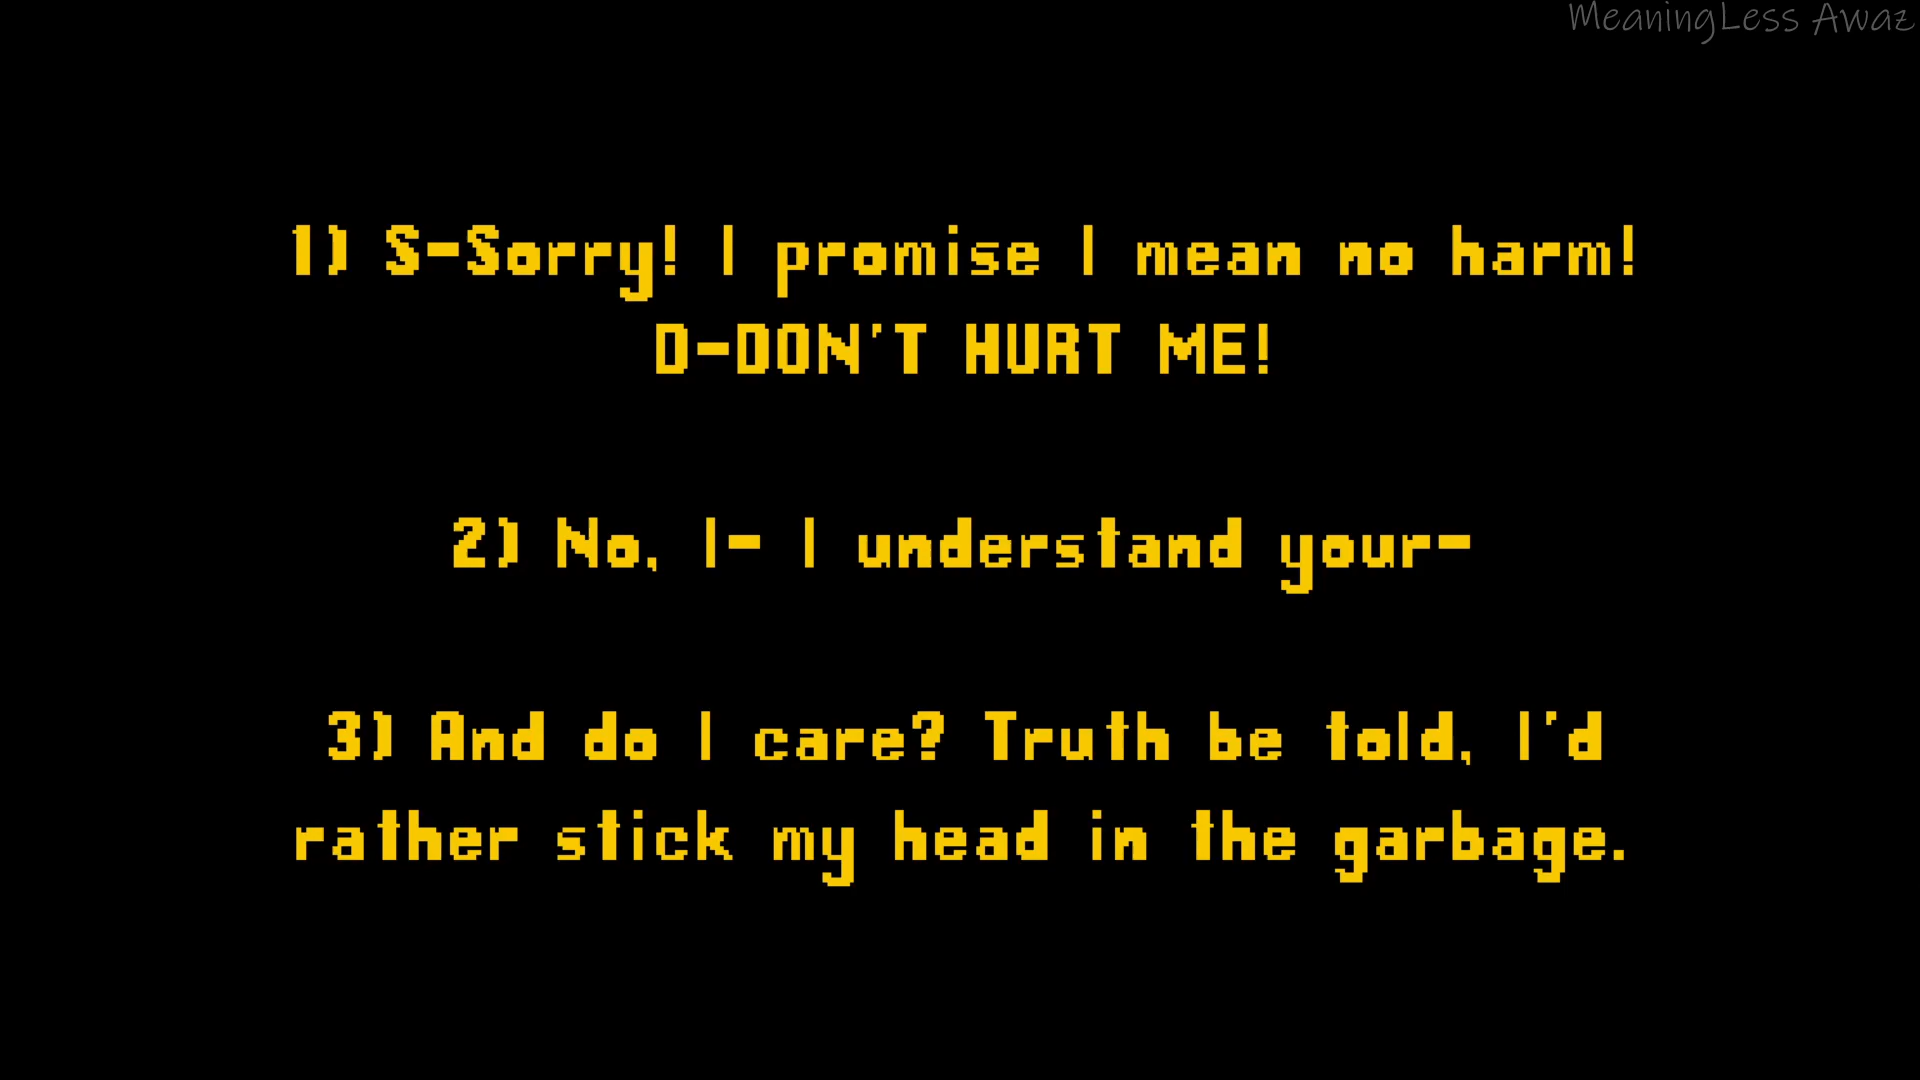 MeaningLess Awaz
1) S-Sorry! I promise I mean no harm!
D-DON'T HURT ME!
2) No, I- I understand your-
3) And do I care? Truth be told, I'd
rather stick my head in the garbage.